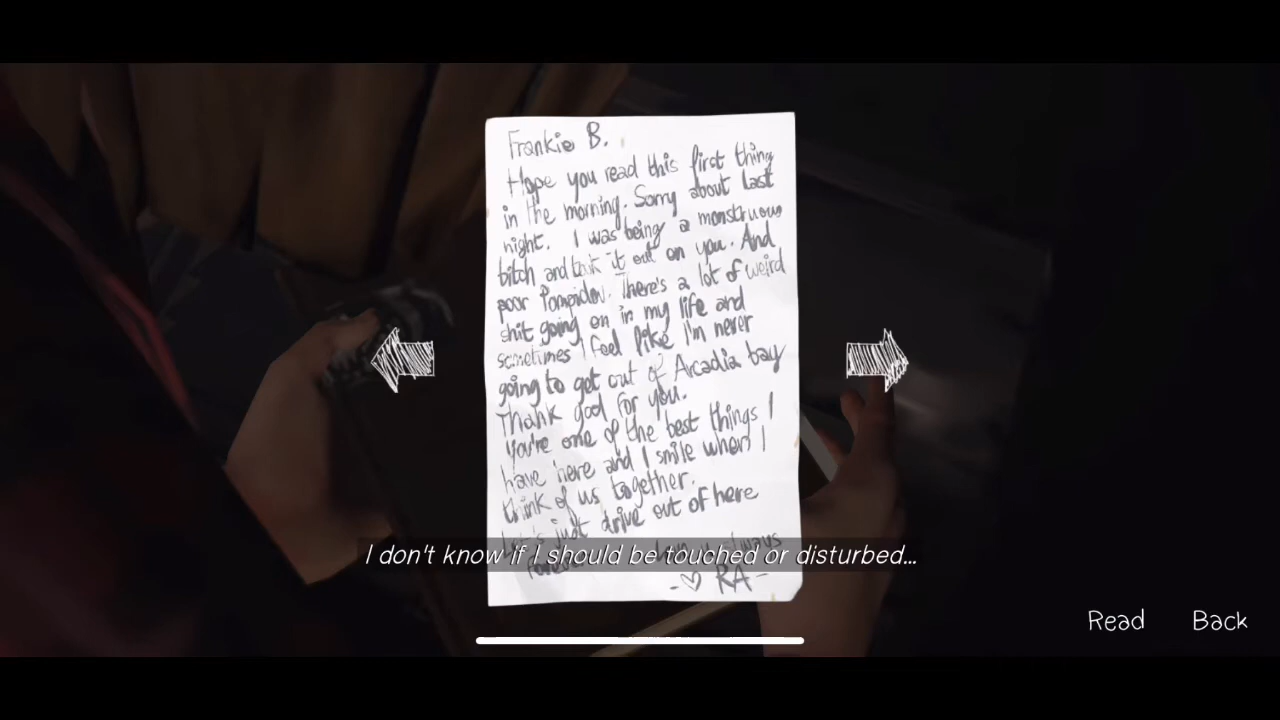 Frankie B.
Hope you read this first thing
in the morning. Sorry about last
night. I was being a monstruous
bitch and took it out on you. And
poor Pompidou. There's a lot of weird
shit going on in my life and
sometimes I feel like I'm never
going to get out of Arcadia bay
Thank god for you.
You're one of the best things I
have here and I smile when I
think of us together.
just drive out of here
I don't know if I should be touched or disturbed...
always
RA
Read
Back